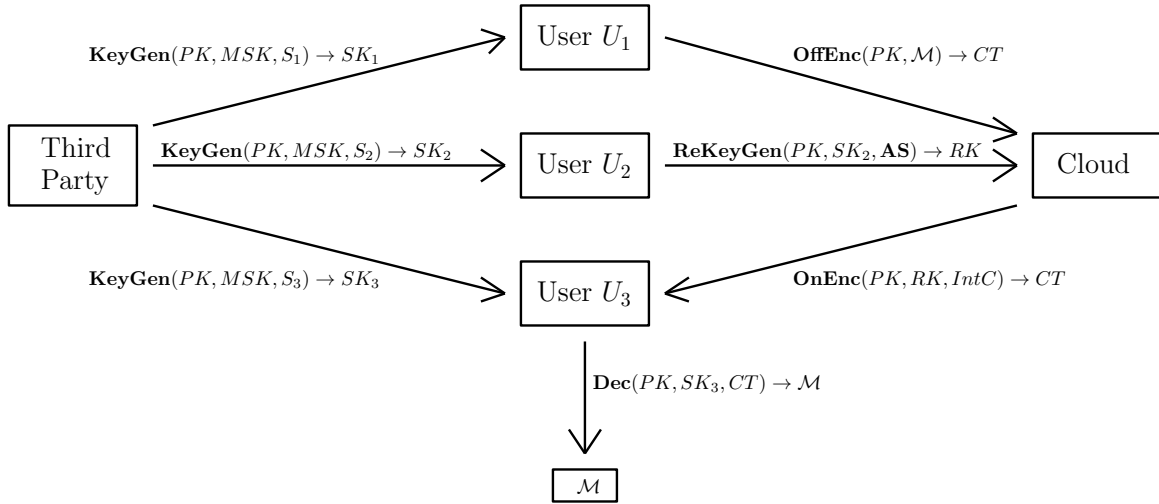 User U₁
KeyGen(PK, MSK, S₁) → SK₁
OffEnc(PK, ℳ) → CT
Third
Party
KeyGen(PK, MSK, S₂) → SK₂
User U₂
ReKeyGen(PK, SK₂, AS) → RK
Cloud
KeyGen(PK, MSK, S₃) → SK₃
User U₃
OnEnc(PK, RK, IntC) → CT
Dec(PK, SK₃, CT) → ℳ
ℳ